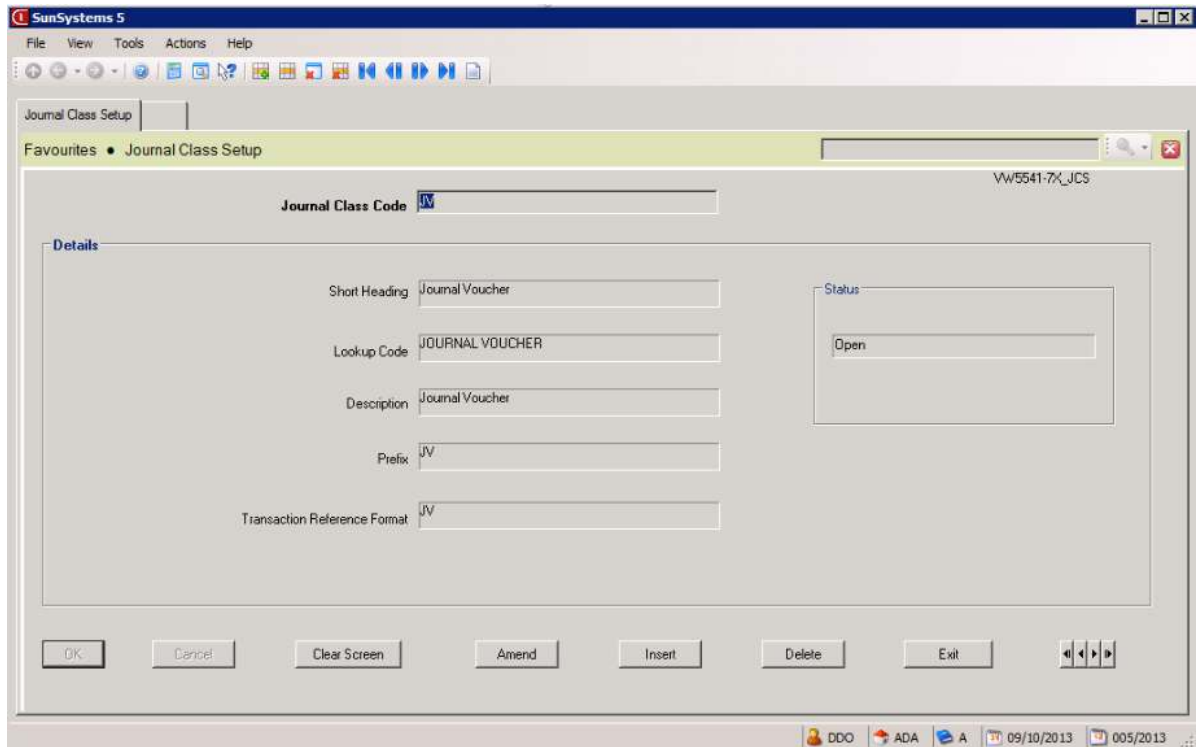 SunSystems 5
File View Tools Actions Help
Journal Class Setup
Favourites • Journal Class Setup
VW5541-7X_JCS
Journal Class Code JV
Details
Short Heading Journal Voucher
Status
Lookup Code JOURNAL VOUCHER
Open
Description Journal Voucher
Prefix JV
Transaction Reference Format JV
OK Cancel Clear Screen Amend Insert Delete Exit
DDO ADA A 09/10/2013 005/2013